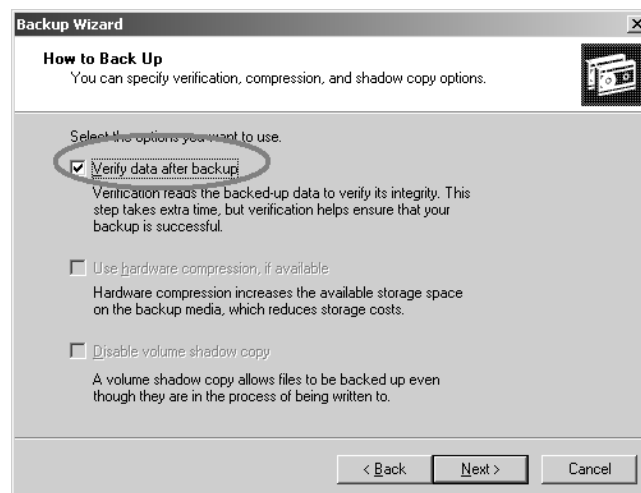 Backup Wizard
How to Back Up
You can specify verification, compression, and shadow copy options.
Select the options you want to use.
Verify data after backup
Verification reads the backed-up data to verify its integrity. This
step takes extra time, but verification helps ensure that your
backup is successful.
Use hardware compression, if available
Hardware compression increases the available storage space
on the backup media, which reduces storage costs.
Disable volume shadow copy
A volume shadow copy allows files to be backed up even
though they are in the process of being written to.
< Back Next > Cancel